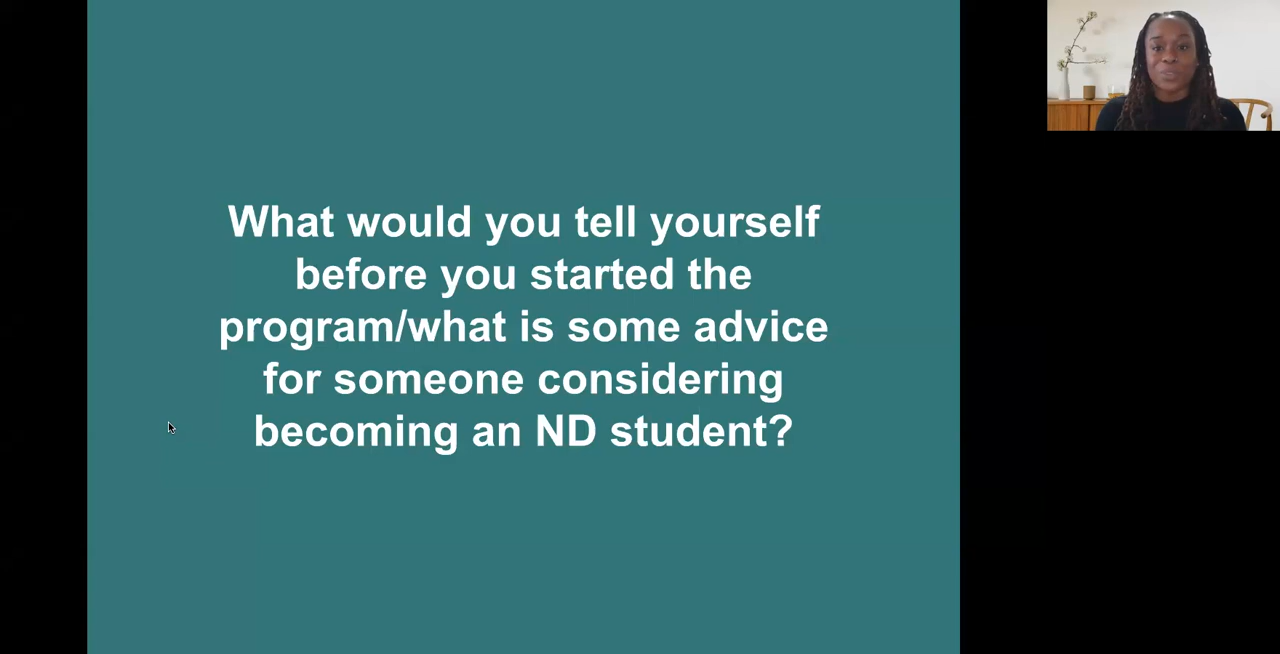 What would you tell yourself
before you started the
program/what is some advice
for someone considering
becoming an ND student?